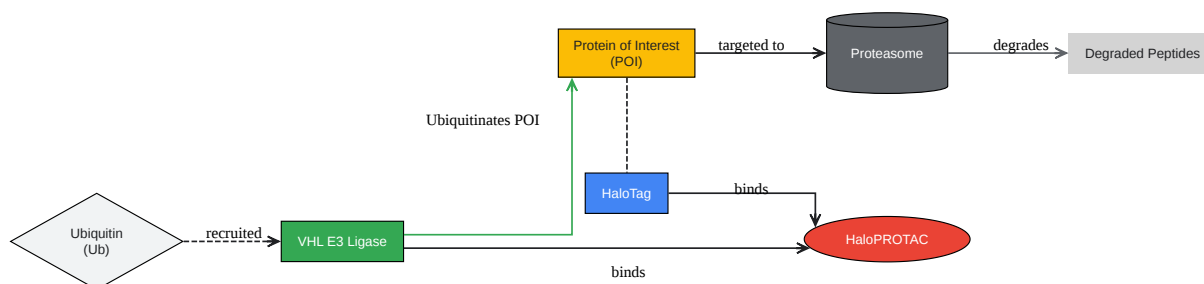 Protein of Interest
(POI)
targeted to
Proteasome
degrades
Degraded Peptides
Ubiquitinates POI
HaloTag
binds
Ubiquitin
(Ub)
recruited
VHL E3 Ligase
HaloPROTAC
binds